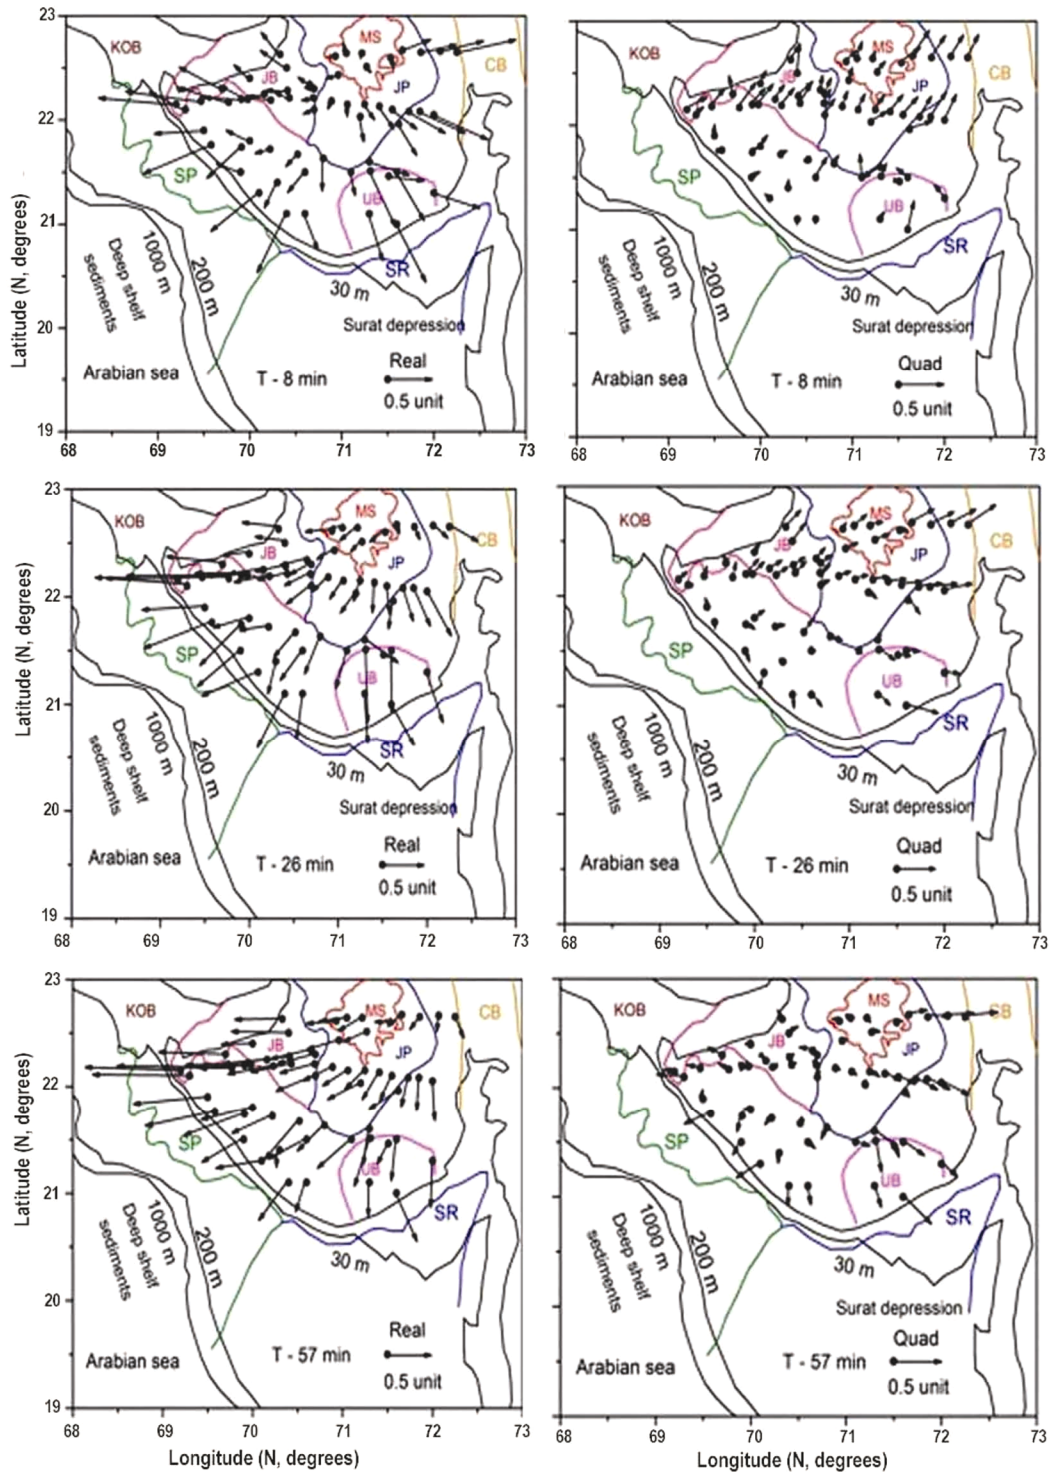 23
22
21
20
19
Latitude (N, degrees)
KOB
MS
CB
JB
JP
SP
UB
SR
30 m
200 m
1000 m
Deep shelf
sediments
Surat depression
Arabian sea
T - 8 min
Real
0.5 unit
68 69 70 71 72 73
KOB
MS
CB
JB
JP
SP
UB
SR
30 m
200 m
1000 m
Deep shelf
sediments
Surat depression
Arabian sea
T - 8 min
Quad
0.5 unit
68 69 70 71 72 73
23
22
21
20
19
Latitude (N, degrees)
KOB
MS
CB
JB
JP
SP
UB
SR
30 m
200 m
1000 m
Deep shelf
sediments
Surat depression
Arabian sea
T - 26 min
Real
0.5 unit
68 69 70 71 72 73
KOB
MS
CB
JB
JP
SP
UB
SR
30 m
200 m
1000 m
Deep shelf
sediments
Surat depression
Arabian sea
T - 26 min
Quad
0.5 unit
68 69 70 71 72 73
23
22
21
20
19
Latitude (N, degrees)
KOB
MS
CB
JB
JP
SP
UB
SR
30 m
200 m
1000 m
Deep shelf
sediments
Arabian sea
T - 57 min
Real
0.5 unit
68 69 70 71 72 73
Longitude (N, degrees)
KOB
MS
CB
JB
JP
SP
UB
SR
30 m
200 m
1000 m
Deep shelf
sediments
Surat depression
Arabian sea
T - 57 min
Quad
0.5 unit
68 69 70 71 72 73
Longitude (N, degrees)